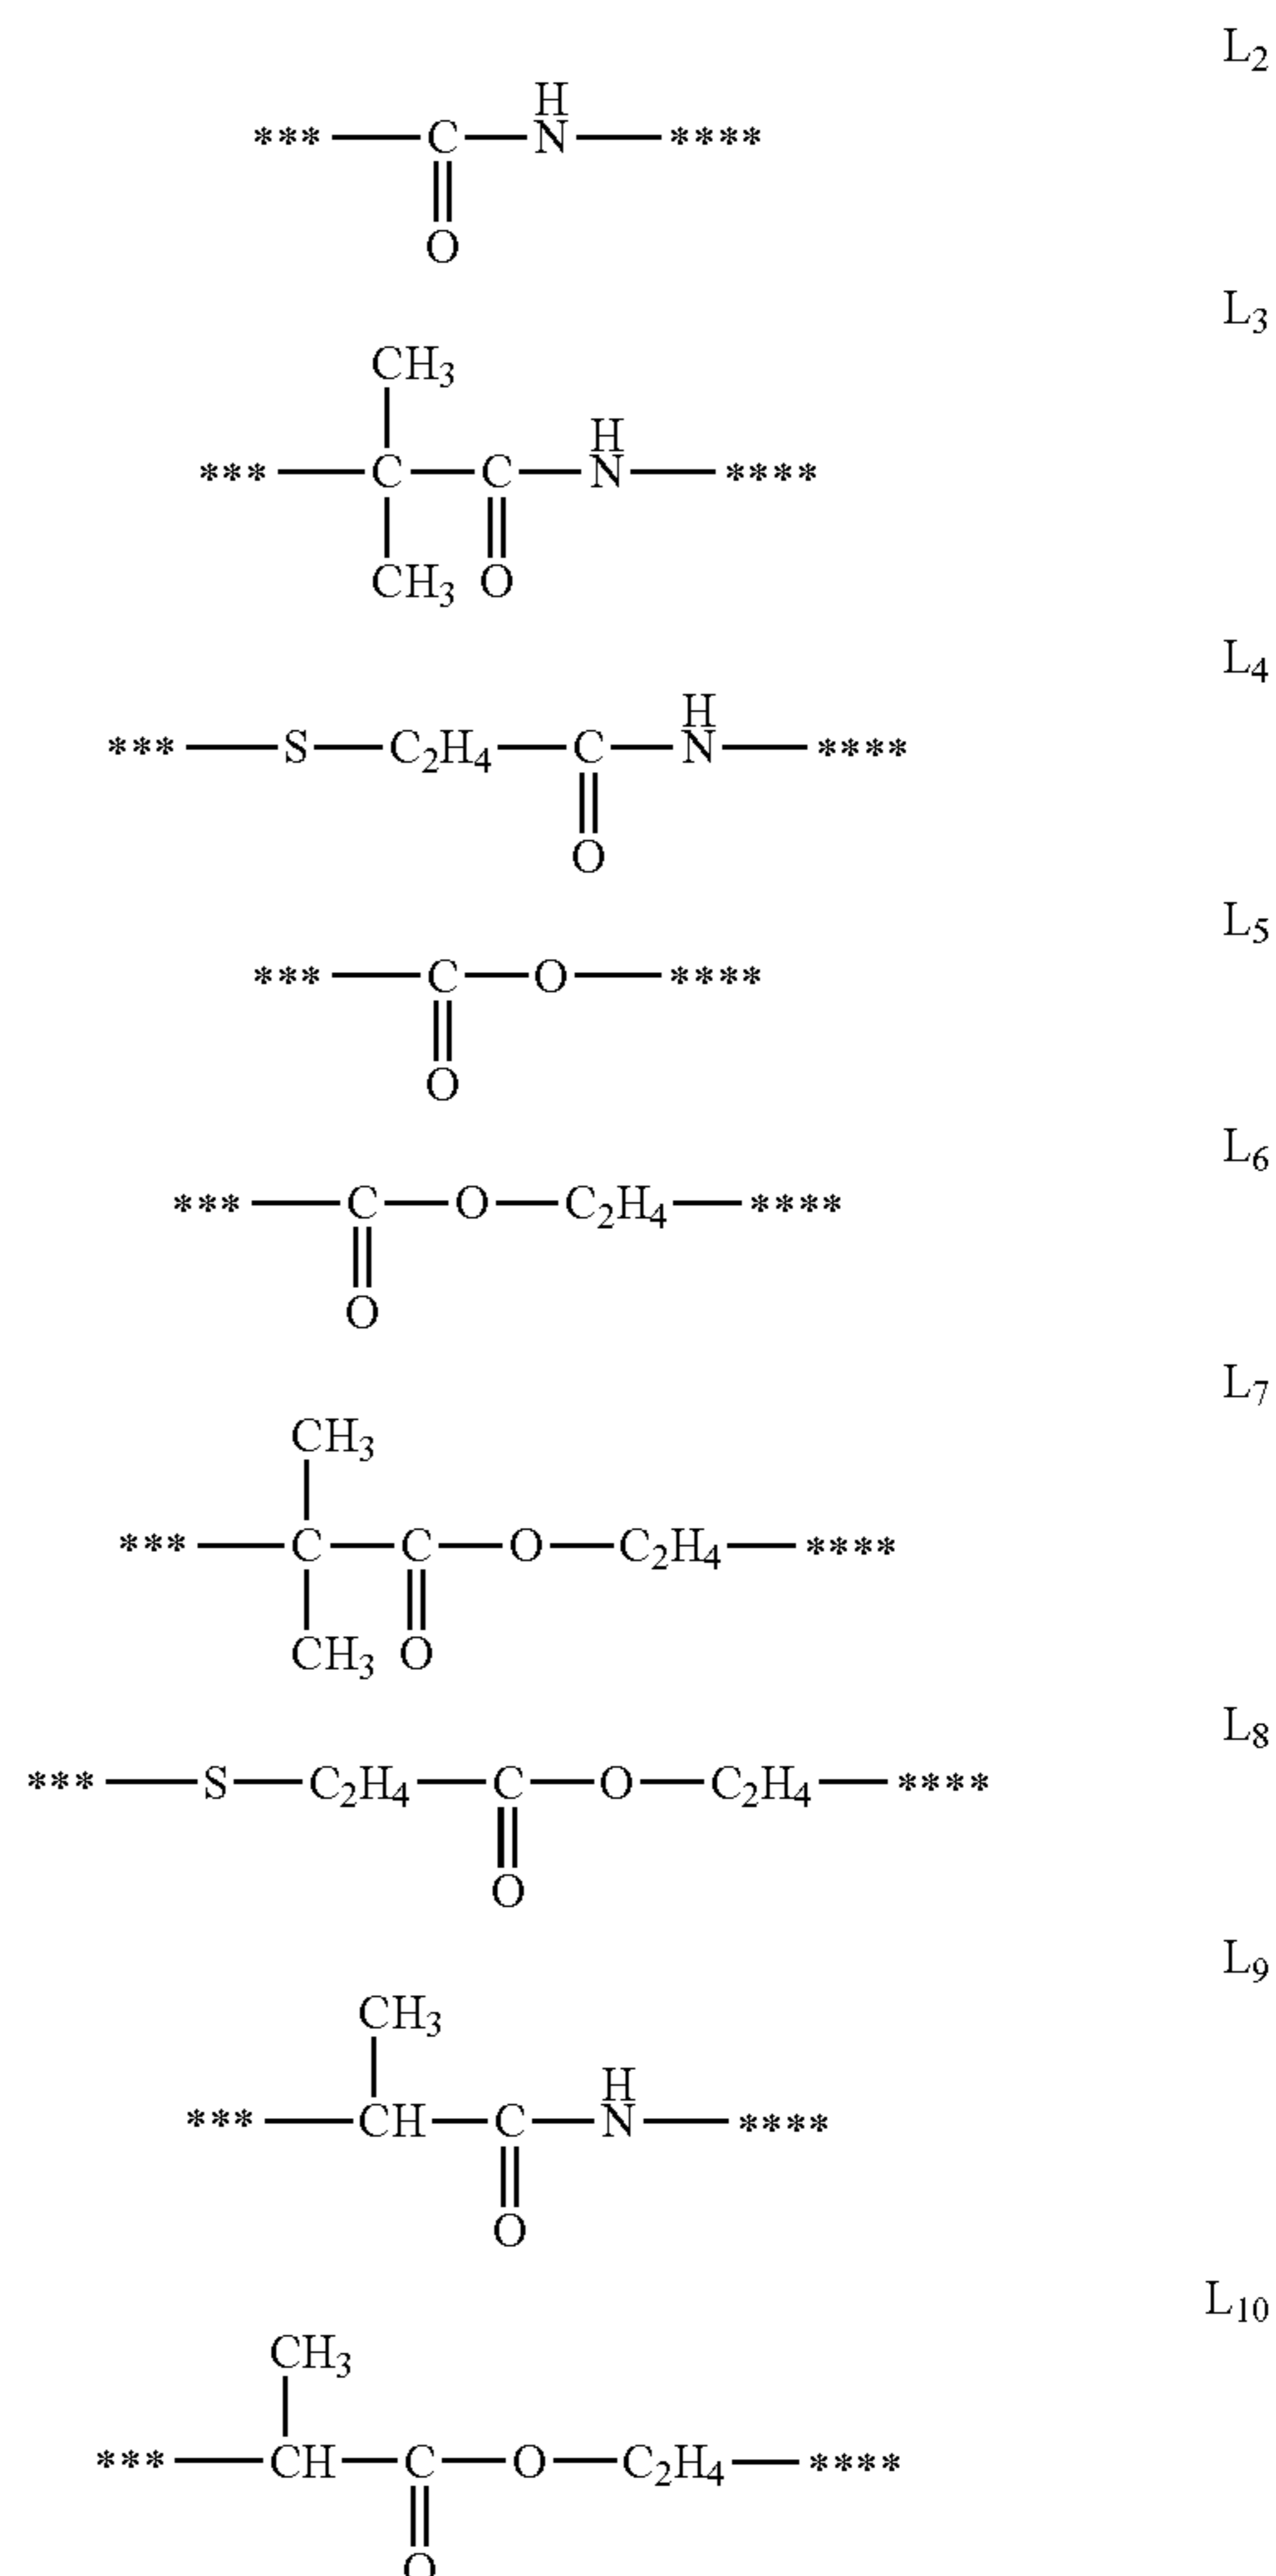 L2
H
*** C N ****
O
L3
CH3
H
*** C C N ****
CH3 O
L4
H
*** S C2H4 C N ****
O
L5
*** C O ****
O
L6
*** C O C2H4 ****
O
L7
CH3
*** C C O C2H4 ****
CH3 O
L8
*** S C2H4 C O C2H4 ****
O
L9
CH3
H
*** CH C N ****
O
L10
CH3
*** CH C O C2H4 ****
O